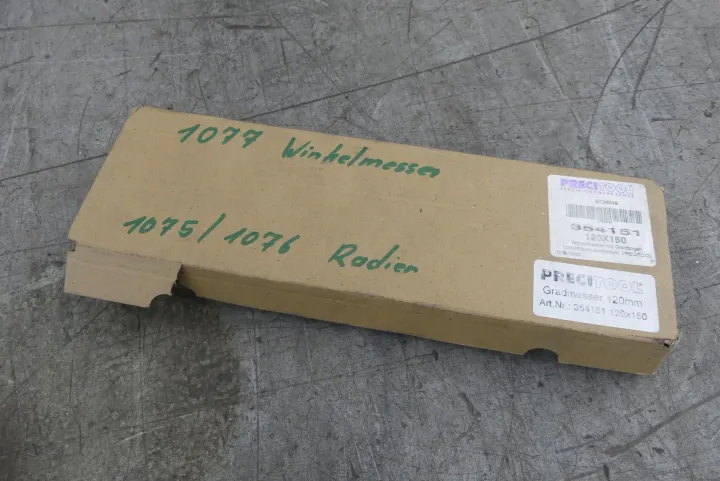 1077 Winkelmesser
1075/1076 Radien
PRECITOOL
354151
120X150
PRECITOOL
Gradmesser 120mm
Art.Nr.: 354151 120x150